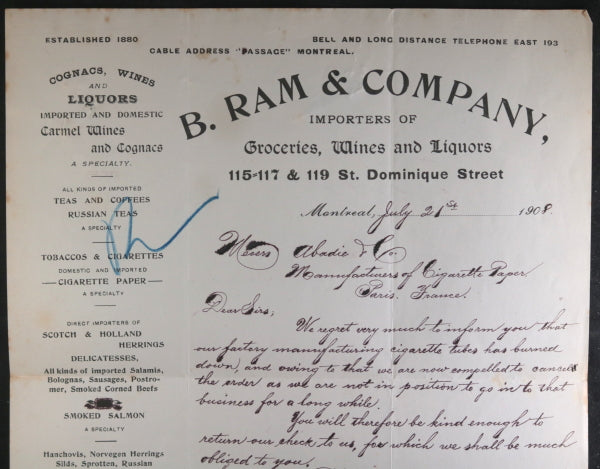 ESTABLISHED 1880
BELL AND LONG DISTANCE TELEPHONE EAST 193
CABLE ADDRESS "PASSAGE" MONTREAL.
COGNACS, WINES
AND
LIQUORS
IMPORTED AND DOMESTIC
Carmel Wines
and Cognacs
A SPECIALTY.
ALL KINDS OF IMPORTED
TEAS AND COFFEES
RUSSIAN TEAS
A SPECIALTY
TOBACCOS & CIGARETTES
DOMESTIC AND IMPORTED
CIGARETTE PAPER
A SPECIALTY
DIRECT IMPORTERS OF
SCOTCH & HOLLAND
HERRINGS
DELICATESSES,
All kinds of imported Salamis,
Bolognas, Sausages, Postro-
mer, Smoked Corned Beefs
SMOKED SALMON
A SPECIALTY
Hanchovis, Norvegen Herrings
Silds, Sprotten, Russian
B. RAM & COMPANY,
IMPORTERS OF
Groceries, Wines and Liquors
115-117 & 119 St. Dominique Street
Montreal, July 21st 1908.
Messrs Abadie & Co.
Manufacturers of Cigarette Paper
Paris. France.
Dear Sirs;
We regret very much to inform you that
our factory manufacturing cigarette tubes has burned
down, and owing to that we are now compelled to cancel
the order as we are not in position to go in to that
business for a long while.
You will therefore be kind enough to
return our check to us, for which we shall be much
obliged to you.